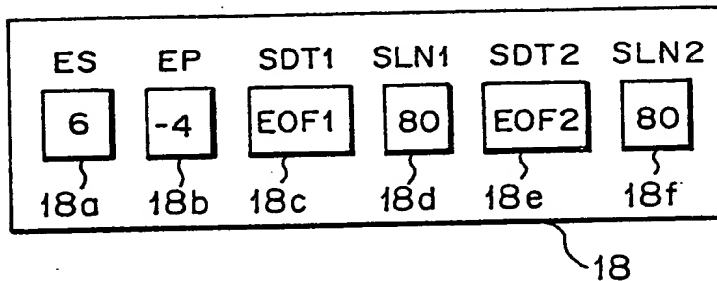 ES EP SDT1 SLN1 SDT2 SLN2
6 -4 EOF1 80 EOF2 80
18a 18b 18c 18d 18e 18f
18